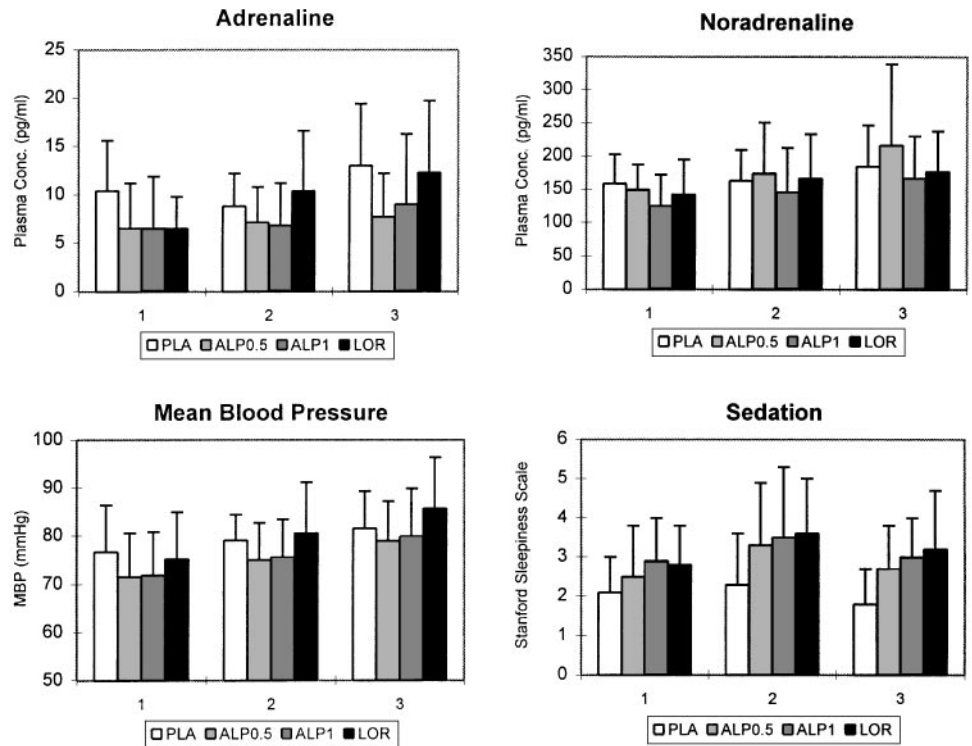 Adrenaline
Plasma Conc. (pg/ml)
25
20
15
10
5
0
1 2 3
PLA ALP0.5 ALP1 LOR
Noradrenaline
Plasma Conc. (pg/ml)
350
300
250
200
150
100
50
0
1 2 3
PLA ALP0.5 ALP1 LOR
Mean Blood Pressure
MBP (mmHg)
100
90
80
70
60
50
1 2 3
PLA ALP0.5 ALP1 LOR
Sedation
Stanford Sleepiness Scale
6
5
4
3
2
1
0
1 2 3
PLA ALP0.5 ALP1 LOR